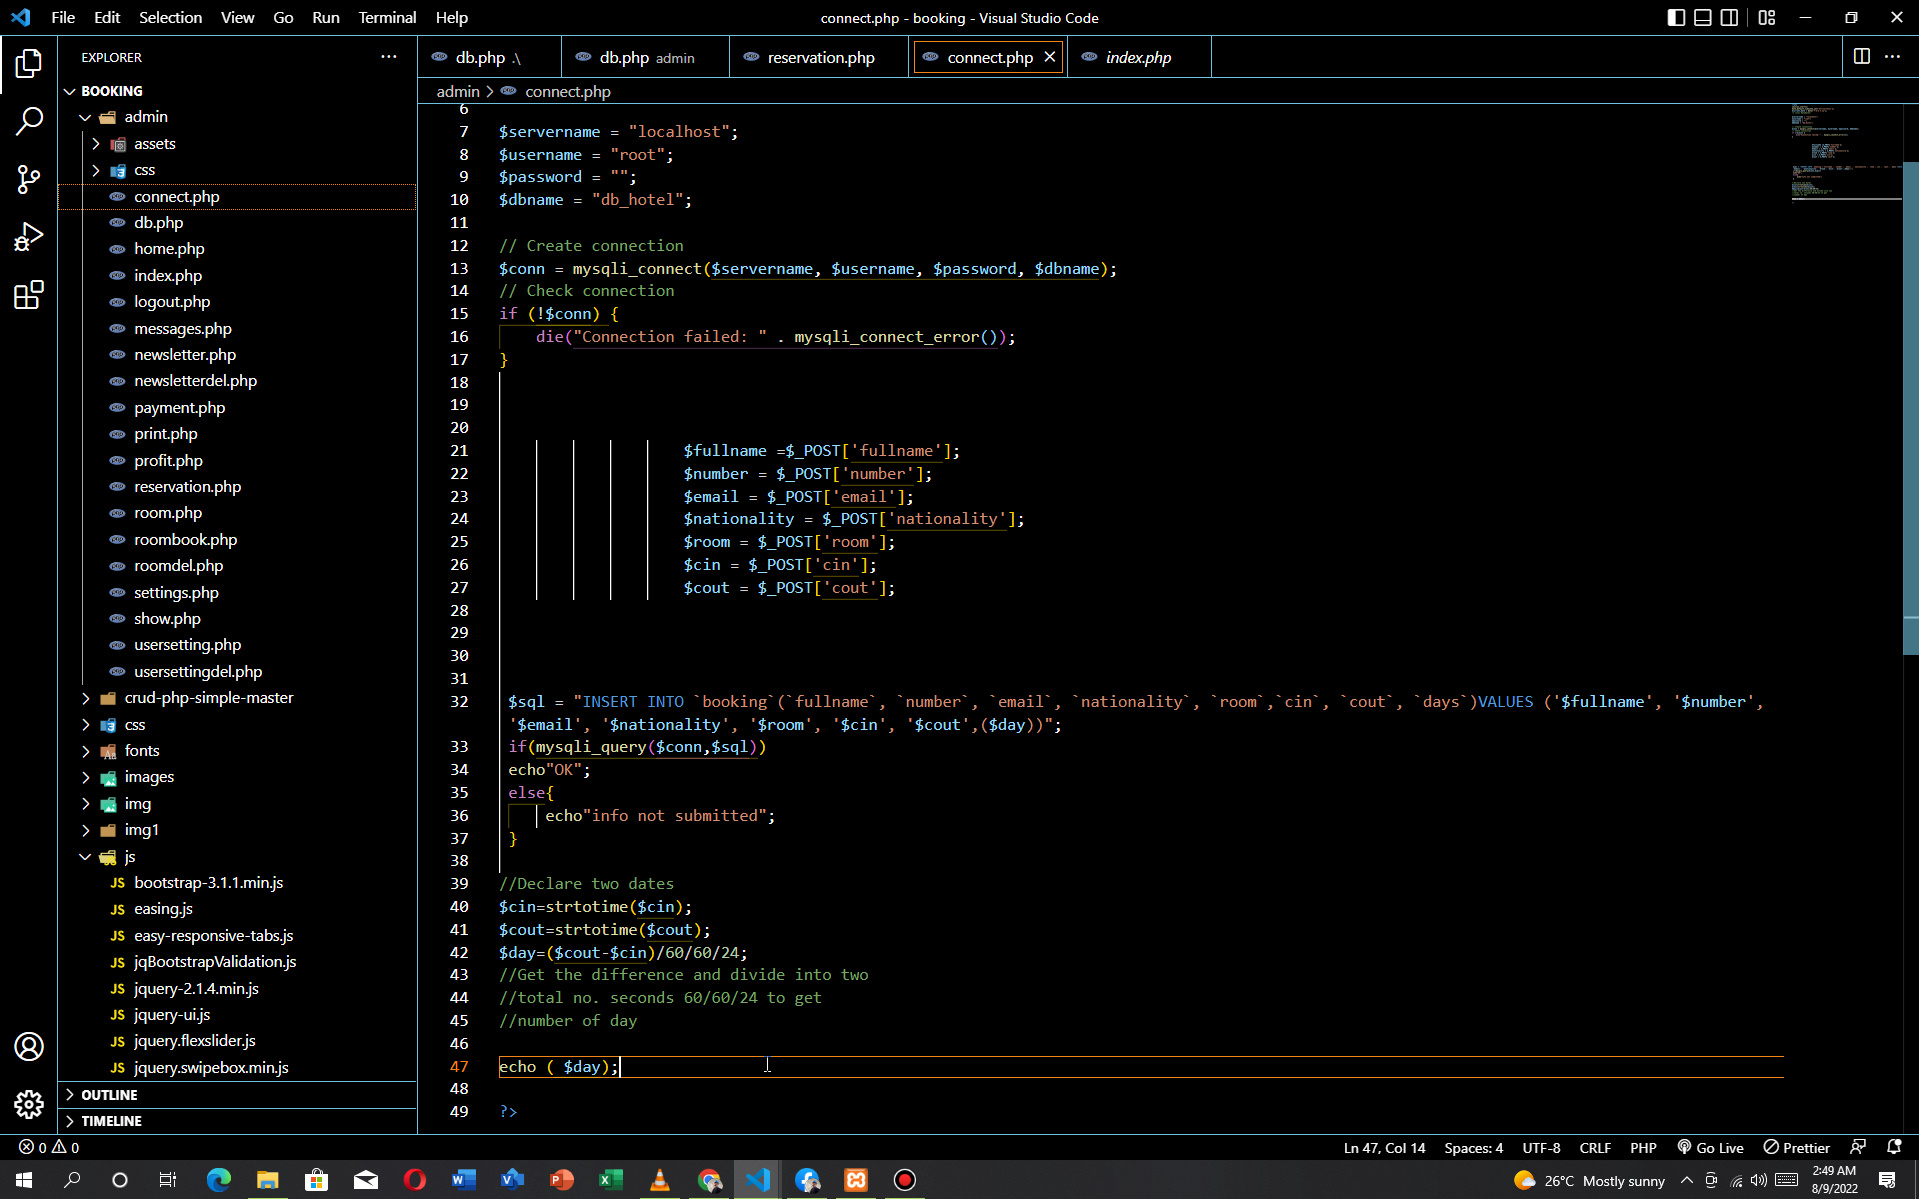 File Edit Selection View Go Run Terminal Help
connect.php - booking - Visual Studio Code
EXPLORER
BOOKING
admin
assets
css
connect.php
db.php
home.php
index.php
logout.php
messages.php
newsletter.php
newsletterdel.php
payment.php
print.php
profit.php
reservation.php
room.php
roombook.php
roomdel.php
settings.php
show.php
usersetting.php
usersettingdel.php
crud-php-simple-master
css
fonts
images
img
img1
js
JS bootstrap-3.1.1.min.js
JS easing.js
JS easy-responsive-tabs.js
JS jqBootstrapValidation.js
JS jquery-2.1.4.min.js
JS jquery-ui.js
JS jquery.flexslider.js
JS jquery.swipebox.min.js
OUTLINE
TIMELINE
db.php .\
db.php admin
reservation.php
connect.php
index.php
admin > connect.php
6
7 $servername = "localhost";
8 $username = "root";
9 $password = "";
10 $dbname = "db_hotel";
11
12 // Create connection
13 $conn = mysqli_connect($servername, $username, $password, $dbname);
14 // Check connection
15 if (!$conn) {
16 die("Connection failed: " . mysqli_connect_error());
17 }
18
19
20
21 $fullname =$_POST['fullname'];
22 $number = $_POST['number'];
23 $email = $_POST['email'];
24 $nationality = $_POST['nationality'];
25 $room = $_POST['room'];
26 $cin = $_POST['cin'];
27 $cout = $_POST['cout'];
28
29
30
31
32 $sql = "INSERT INTO `booking`(`fullname`, `number`, `email`, `nationality`, `room`,`cin`, `cout`, `days`)VALUES ('$fullname', '$number',
'$email', '$nationality', '$room', '$cin', '$cout',($day))";
33 if(mysqli_query($conn,$sql))
34 echo"OK";
35 else{
36 echo"info not submitted";
37 }
38
39 //Declare two dates
40 $cin=strtotime($cin);
41 $cout=strtotime($cout);
42 $day=($cout-$cin)/60/60/24;
43 //Get the difference and divide into two
44 //total no. seconds 60/60/24 to get
45 //number of day
46
47 echo ( $day);
48
49 ?>
0 0
Ln 47, Col 14 Spaces: 4 UTF-8 CRLF PHP Go Live Prettier
26°C Mostly sunny
2:49 AM
8/9/2022